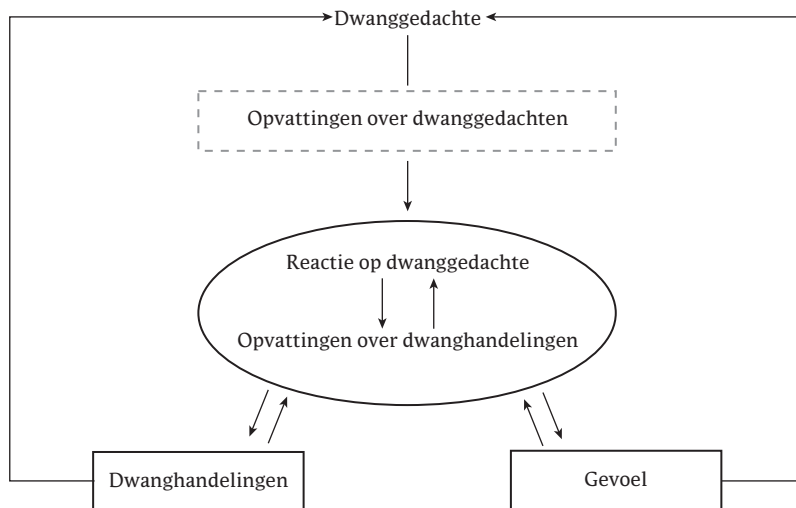 Dwanggedachte
Opvattingen over dwanggedachten
Reactie op dwanggedachte
Opvattingen over dwanghandelingen
Dwanghandelingen
Gevoel